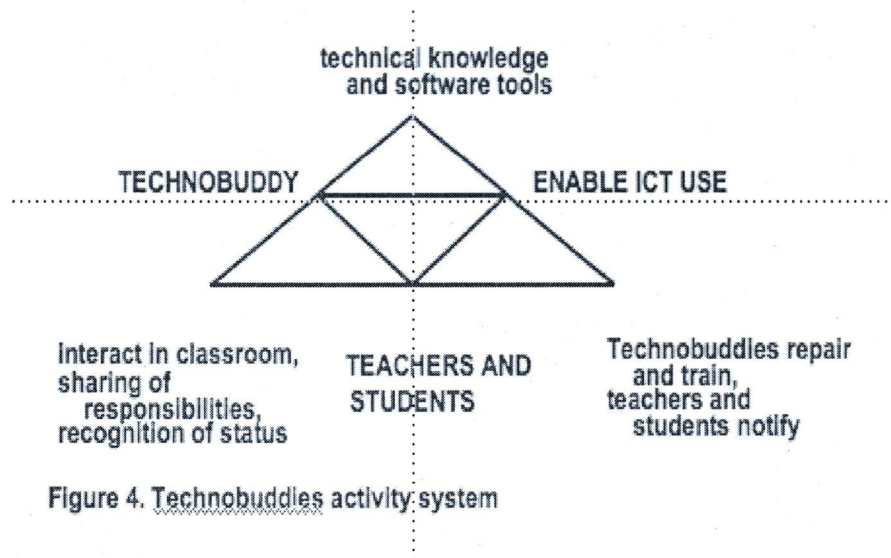 technical knowledge
and software tools
TECHNOBUDDY
ENABLE ICT USE
interact in classroom,
sharing of
responsibilities,
recognition of status
TEACHERS AND
STUDENTS
Technobuddies repair
and train,
teachers and
students notify
Figure 4. Technobuddies activity system